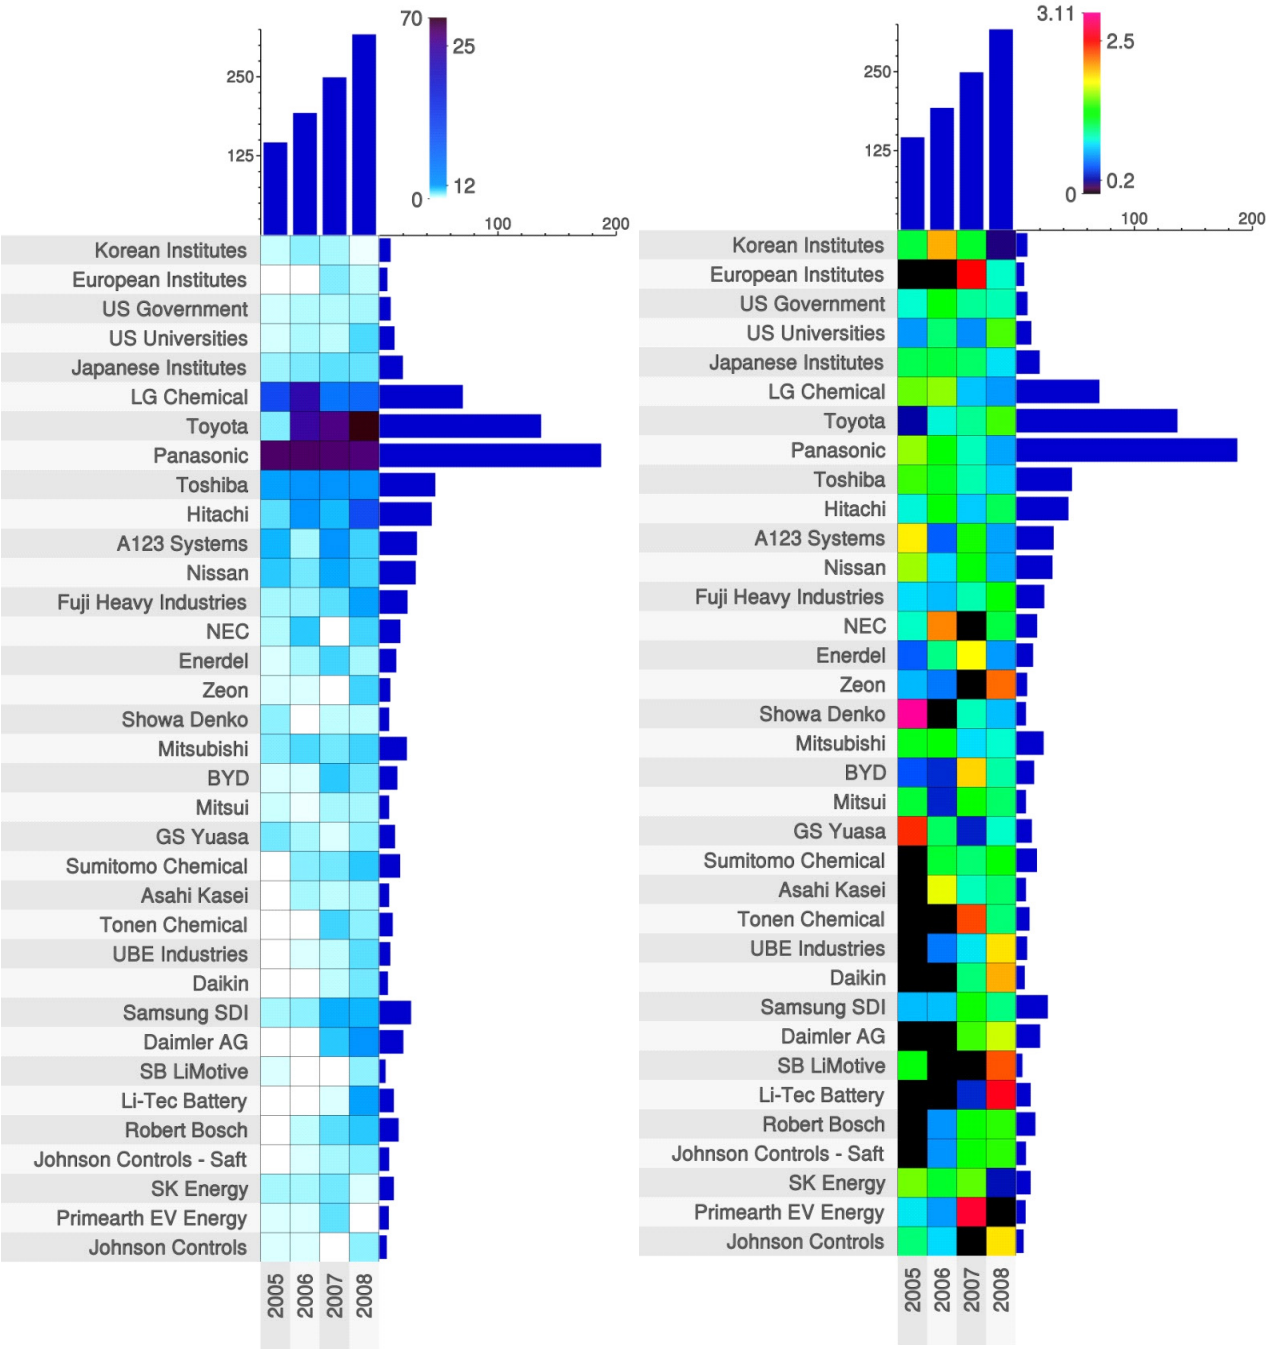 70
25
12
0
250
125
100
200
Korean Institutes
European Institutes
US Government
US Universities
Japanese Institutes
LG Chemical
Toyota
Panasonic
Toshiba
Hitachi
A123 Systems
Nissan
Fuji Heavy Industries
NEC
Enerdel
Zeon
Showa Denko
Mitsubishi
BYD
Mitsui
GS Yuasa
Sumitomo Chemical
Asahi Kasei
Tonen Chemical
UBE Industries
Daikin
Samsung SDI
Daimler AG
SB LiMotive
Li-Tec Battery
Robert Bosch
Johnson Controls - Saft
SK Energy
Primearth EV Energy
Johnson Controls
2005
2006
2007
2008
3.11
2.5
0.2
0
250
125
100
200
Korean Institutes
European Institutes
US Government
US Universities
Japanese Institutes
LG Chemical
Toyota
Panasonic
Toshiba
Hitachi
A123 Systems
Nissan
Fuji Heavy Industries
NEC
Enerdel
Zeon
Showa Denko
Mitsubishi
BYD
Mitsui
GS Yuasa
Sumitomo Chemical
Asahi Kasei
Tonen Chemical
UBE Industries
Daikin
Samsung SDI
Daimler AG
SB LiMotive
Li-Tec Battery
Robert Bosch
Johnson Controls - Saft
SK Energy
Primearth EV Energy
Johnson Controls
2005
2006
2007
2008